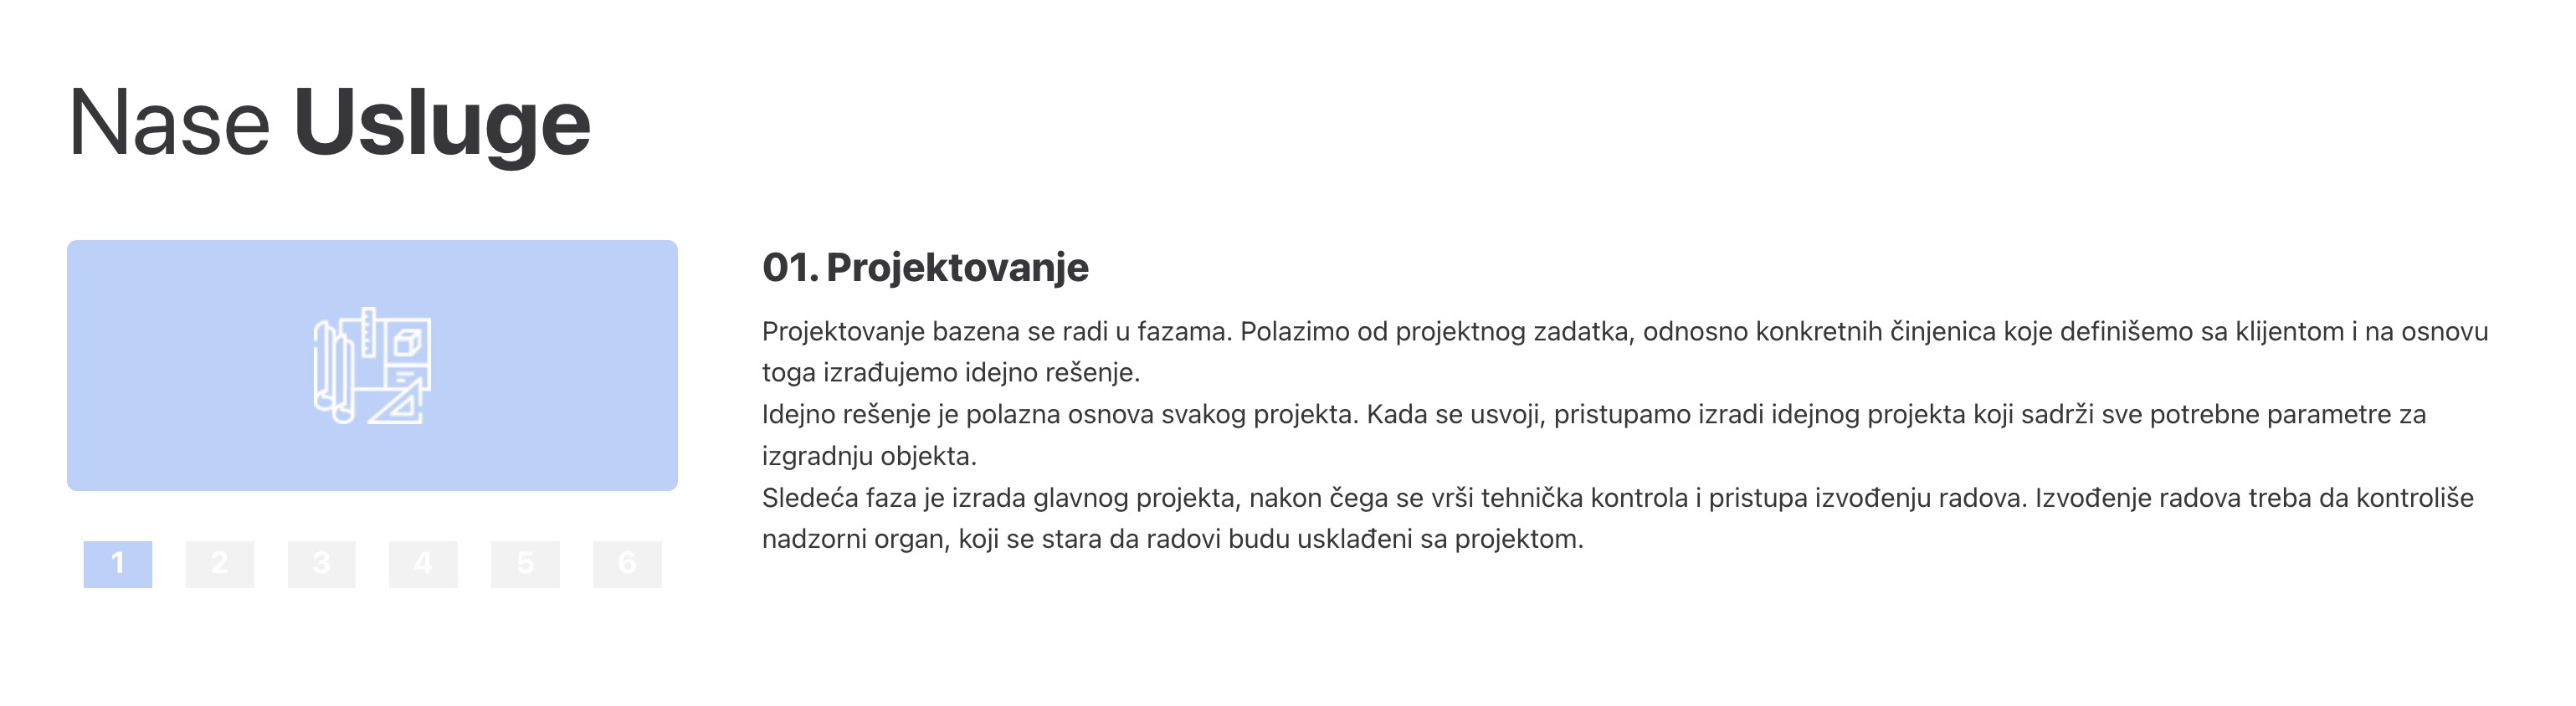 Nase Usluge
01. Projektovanje
Projektovanje bazena se radi u fazama. Polazimo od projektnog zadatka, odnosno konkretnih činjenica koje definišemo sa klijentom i na osnovu
toga izrađujemo idejno rešenje.
Idejno rešenje je polazna osnova svakog projekta. Kada se usvoji, pristupamo izradi idejnog projekta koji sadrži sve potrebne parametre za
izgradnju objekta.
Sledeća faza je izrada glavnog projekta, nakon čega se vrši tehnička kontrola i pristupa izvođenju radova. Izvođenje radova treba da kontroliše
nadzorni organ, koji se stara da radovi budu usklađeni sa projektom.
1 2 3 4 5 6